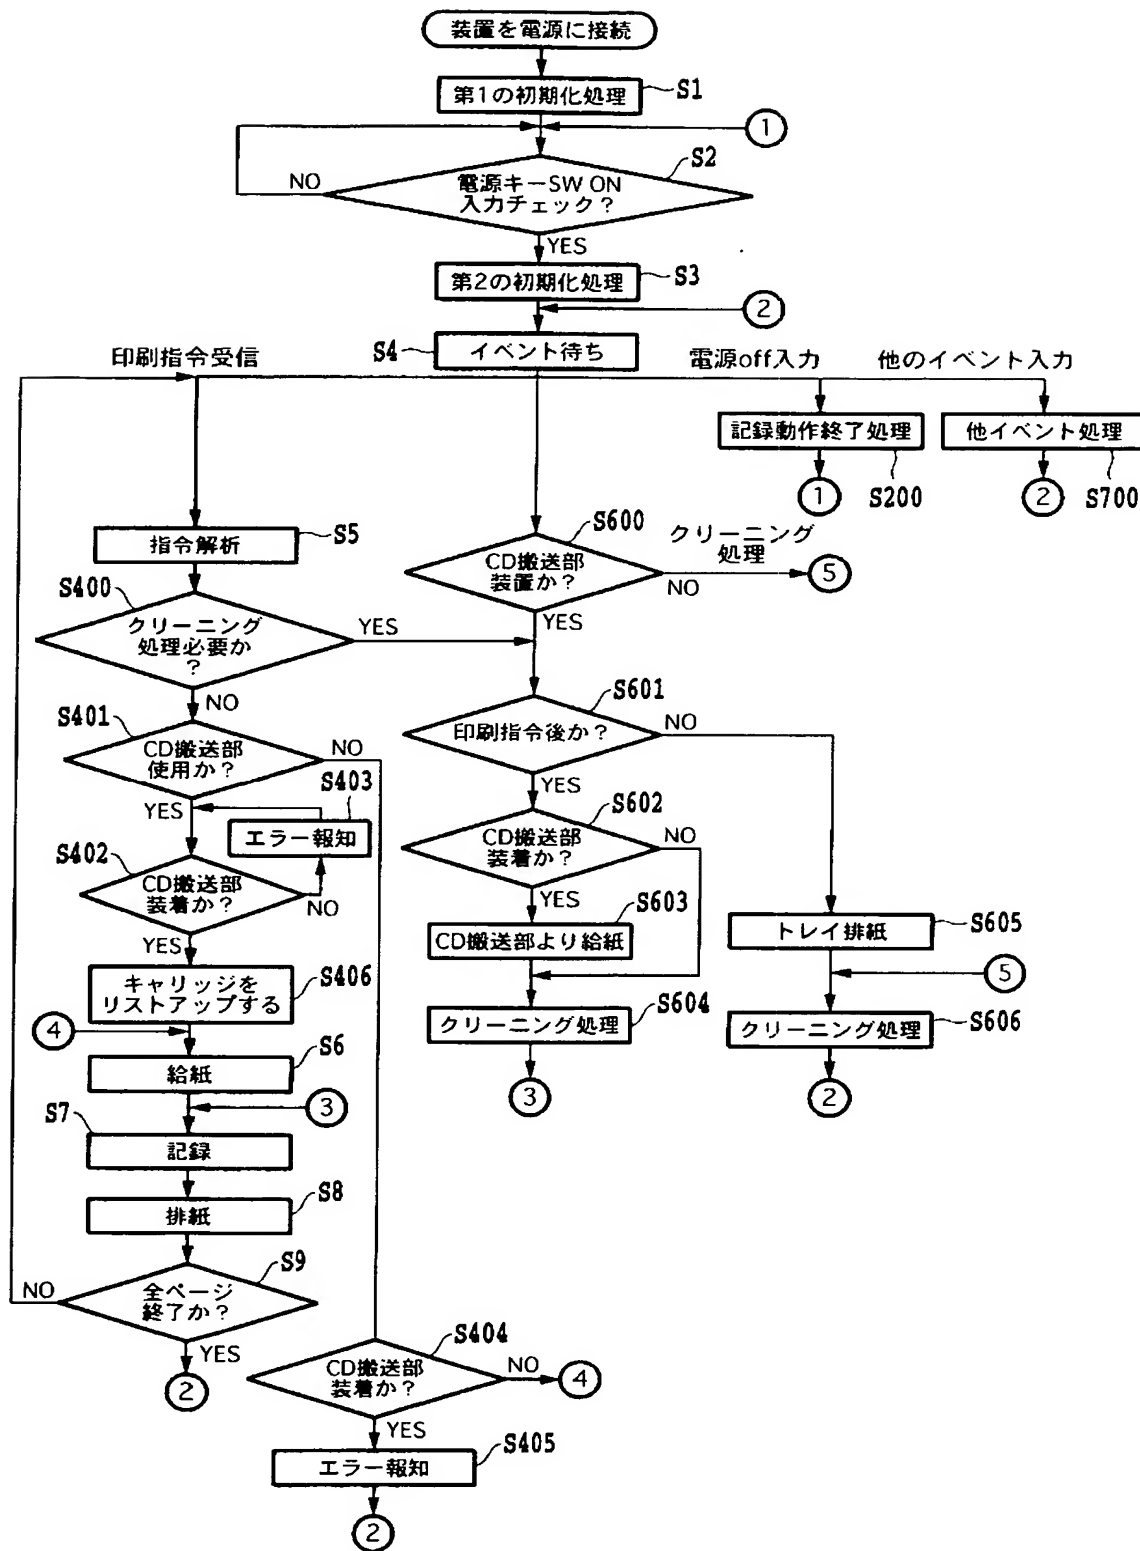 装置を電源に接続
第1の初期化処理
S1
①
S2
NO
電源キーSW ON
入力チェック？
YES
第2の初期化処理
S3
②
S4
イベント待ち
印刷指令受信
電源off入力
他のイベント入力
記録動作終了処理
他イベント処理
①
S200
②
S700
S5
指令解析
S600
クリーニング
処理
CD搬送部
装置か？
NO
⑤
YES
S400
クリーニング
処理必要か
？
YES
NO
S401
CD搬送部
使用か？
NO
YES
S403
エラー報知
S402
CD搬送部
装着か？
NO
YES
キャリッジを
リストアップする
S406
④
S6
給紙
③
S7
記録
S8
排紙
S9
NO
全ページ
終了か？
YES
②
S601
印刷指令後か？
NO
YES
S602
CD搬送部
装着か？
NO
YES
S603
CD搬送部より給紙
S604
クリーニング処理
③
トレイ排紙
S605
⑤
クリーニング処理
S606
②
S404
CD搬送部
装着か？
NO
④
YES
S405
エラー報知
②